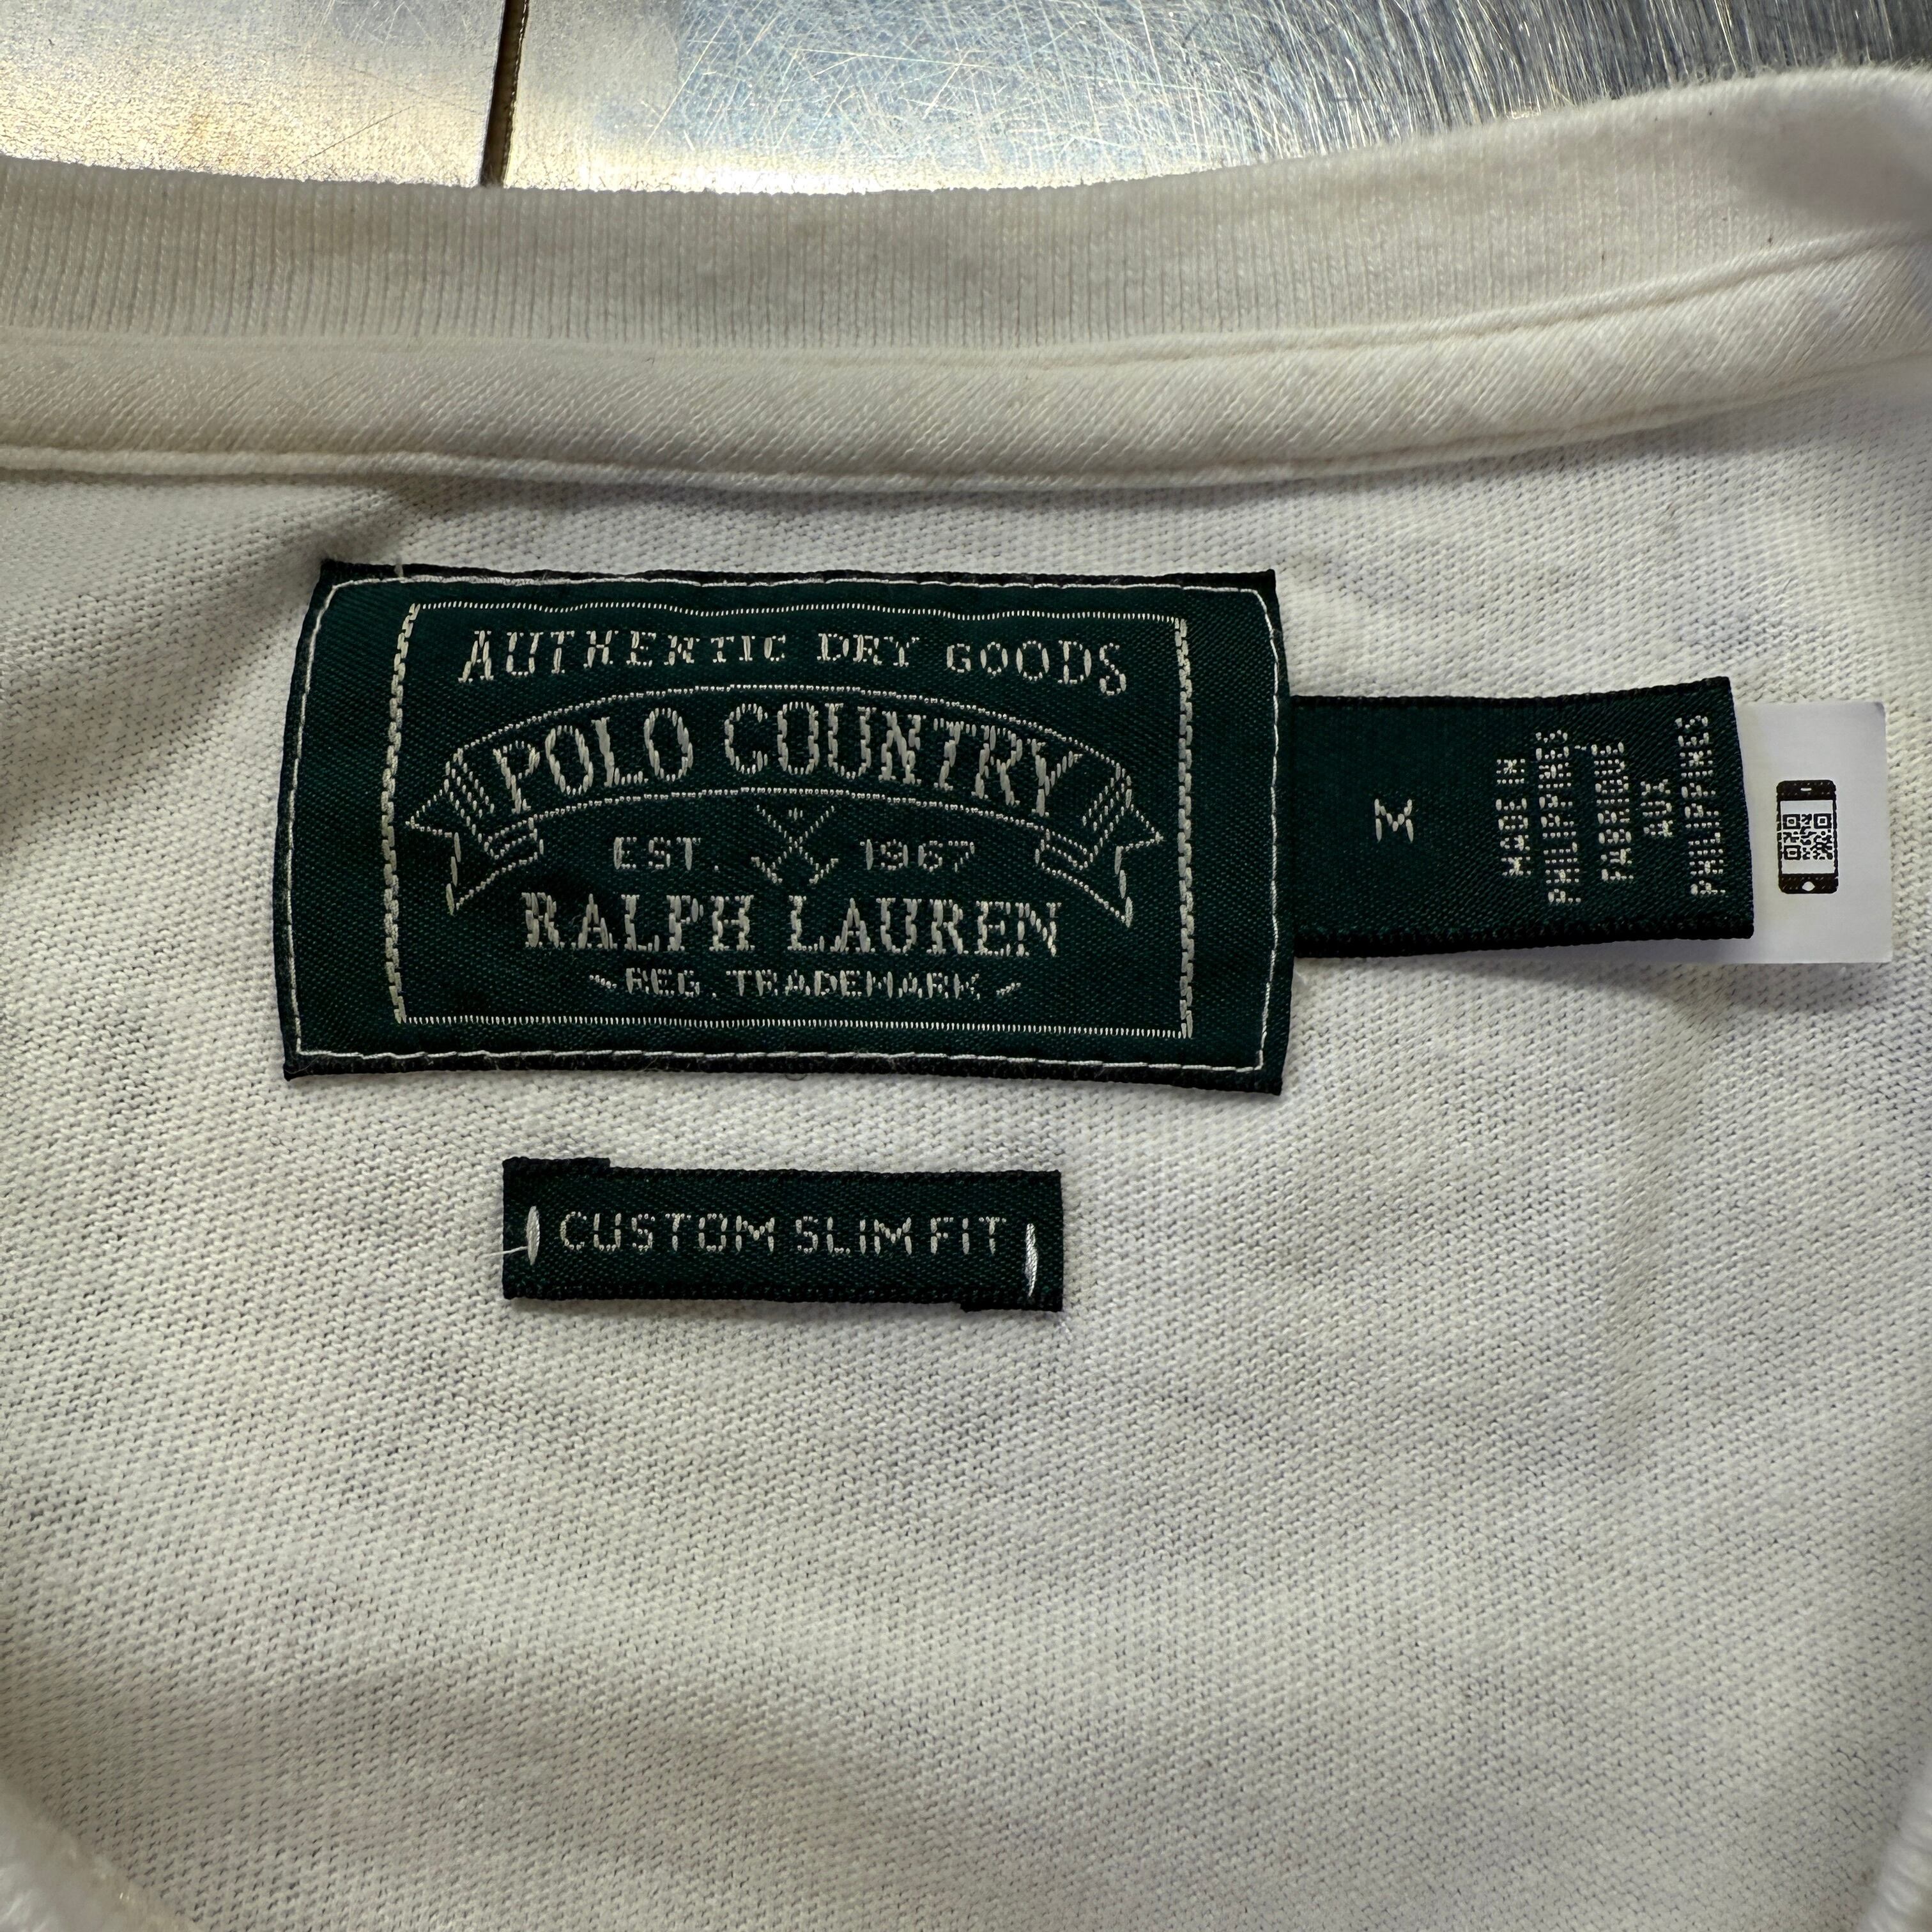 AUTHENTIC DRY GOODS
POLO COUNTRY
EST. 1967
RALPH LAUREN
REG. TRADEMARK
M
MADE IN
PHILIPPINES
FABRIQUÉ
AUX
PHILIPPINES
CUSTOM SLIM FIT